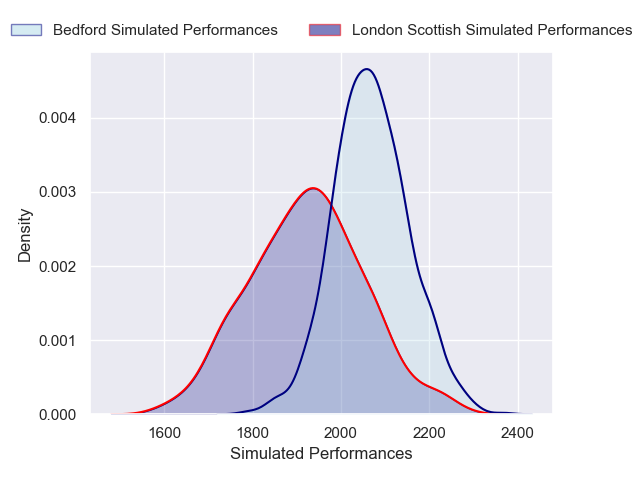 Bedford Simulated Performances
London Scottish Simulated Performances
Density
0.004
0.003
0.002
0.001
0.000
1600 1800 2000 2200 2400
Simulated Performances